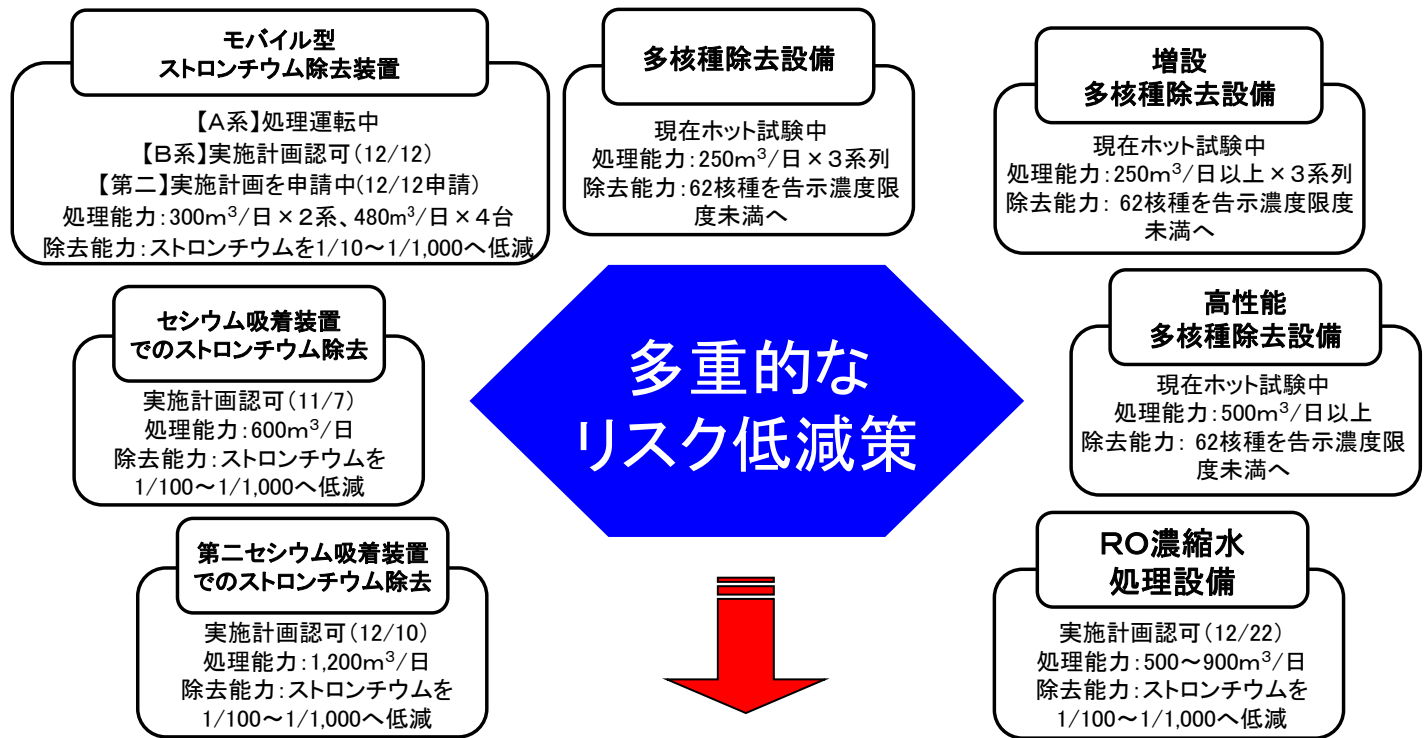 モバイル型
ストロンチウム除去装置
【A系】処理運転中
【B系】実施計画認可(12/12)
【第二】実施計画を申請中(12/12申請)
処理能力:300m³/日×2系、480m³/日×4台
除去能力:ストロンチウムを1/10~1/1,000へ低減
多核種除去設備
現在ホット試験中
処理能力:250m³/日×3系列
除去能力:62核種を告示濃度限
度未満へ
増設
多核種除去設備
現在ホット試験中
処理能力:250m³/日以上×3系列
除去能力: 62核種を告示濃度限度
未満へ
セシウム吸着装置
でのストロンチウム除去
実施計画認可(11/7)
処理能力:600m³/日
除去能力:ストロンチウムを
1/100~1/1,000へ低減
多重的な
リスク低減策
高性能
多核種除去設備
現在ホット試験中
処理能力:500m³/日以上
除去能力: 62核種を告示濃度限
度未満へ
第二セシウム吸着装置
でのストロンチウム除去
実施計画認可(12/10)
処理能力:1,200m³/日
除去能力:ストロンチウムを
1/100~1/1,000へ低減
RO濃縮水
処理設備
実施計画認可(12/22)
処理能力:500~900m³/日
除去能力:ストロンチウムを
1/100~1/1,000へ低減